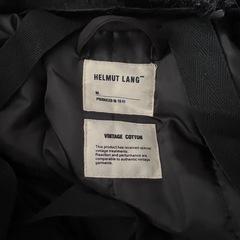 HELMUT LANG
M
PRODUCED IN
VINTAGE COTTON
This product has received special
vintage treatments.
Reaction and performance are
comparable to authentic vintage
garments.